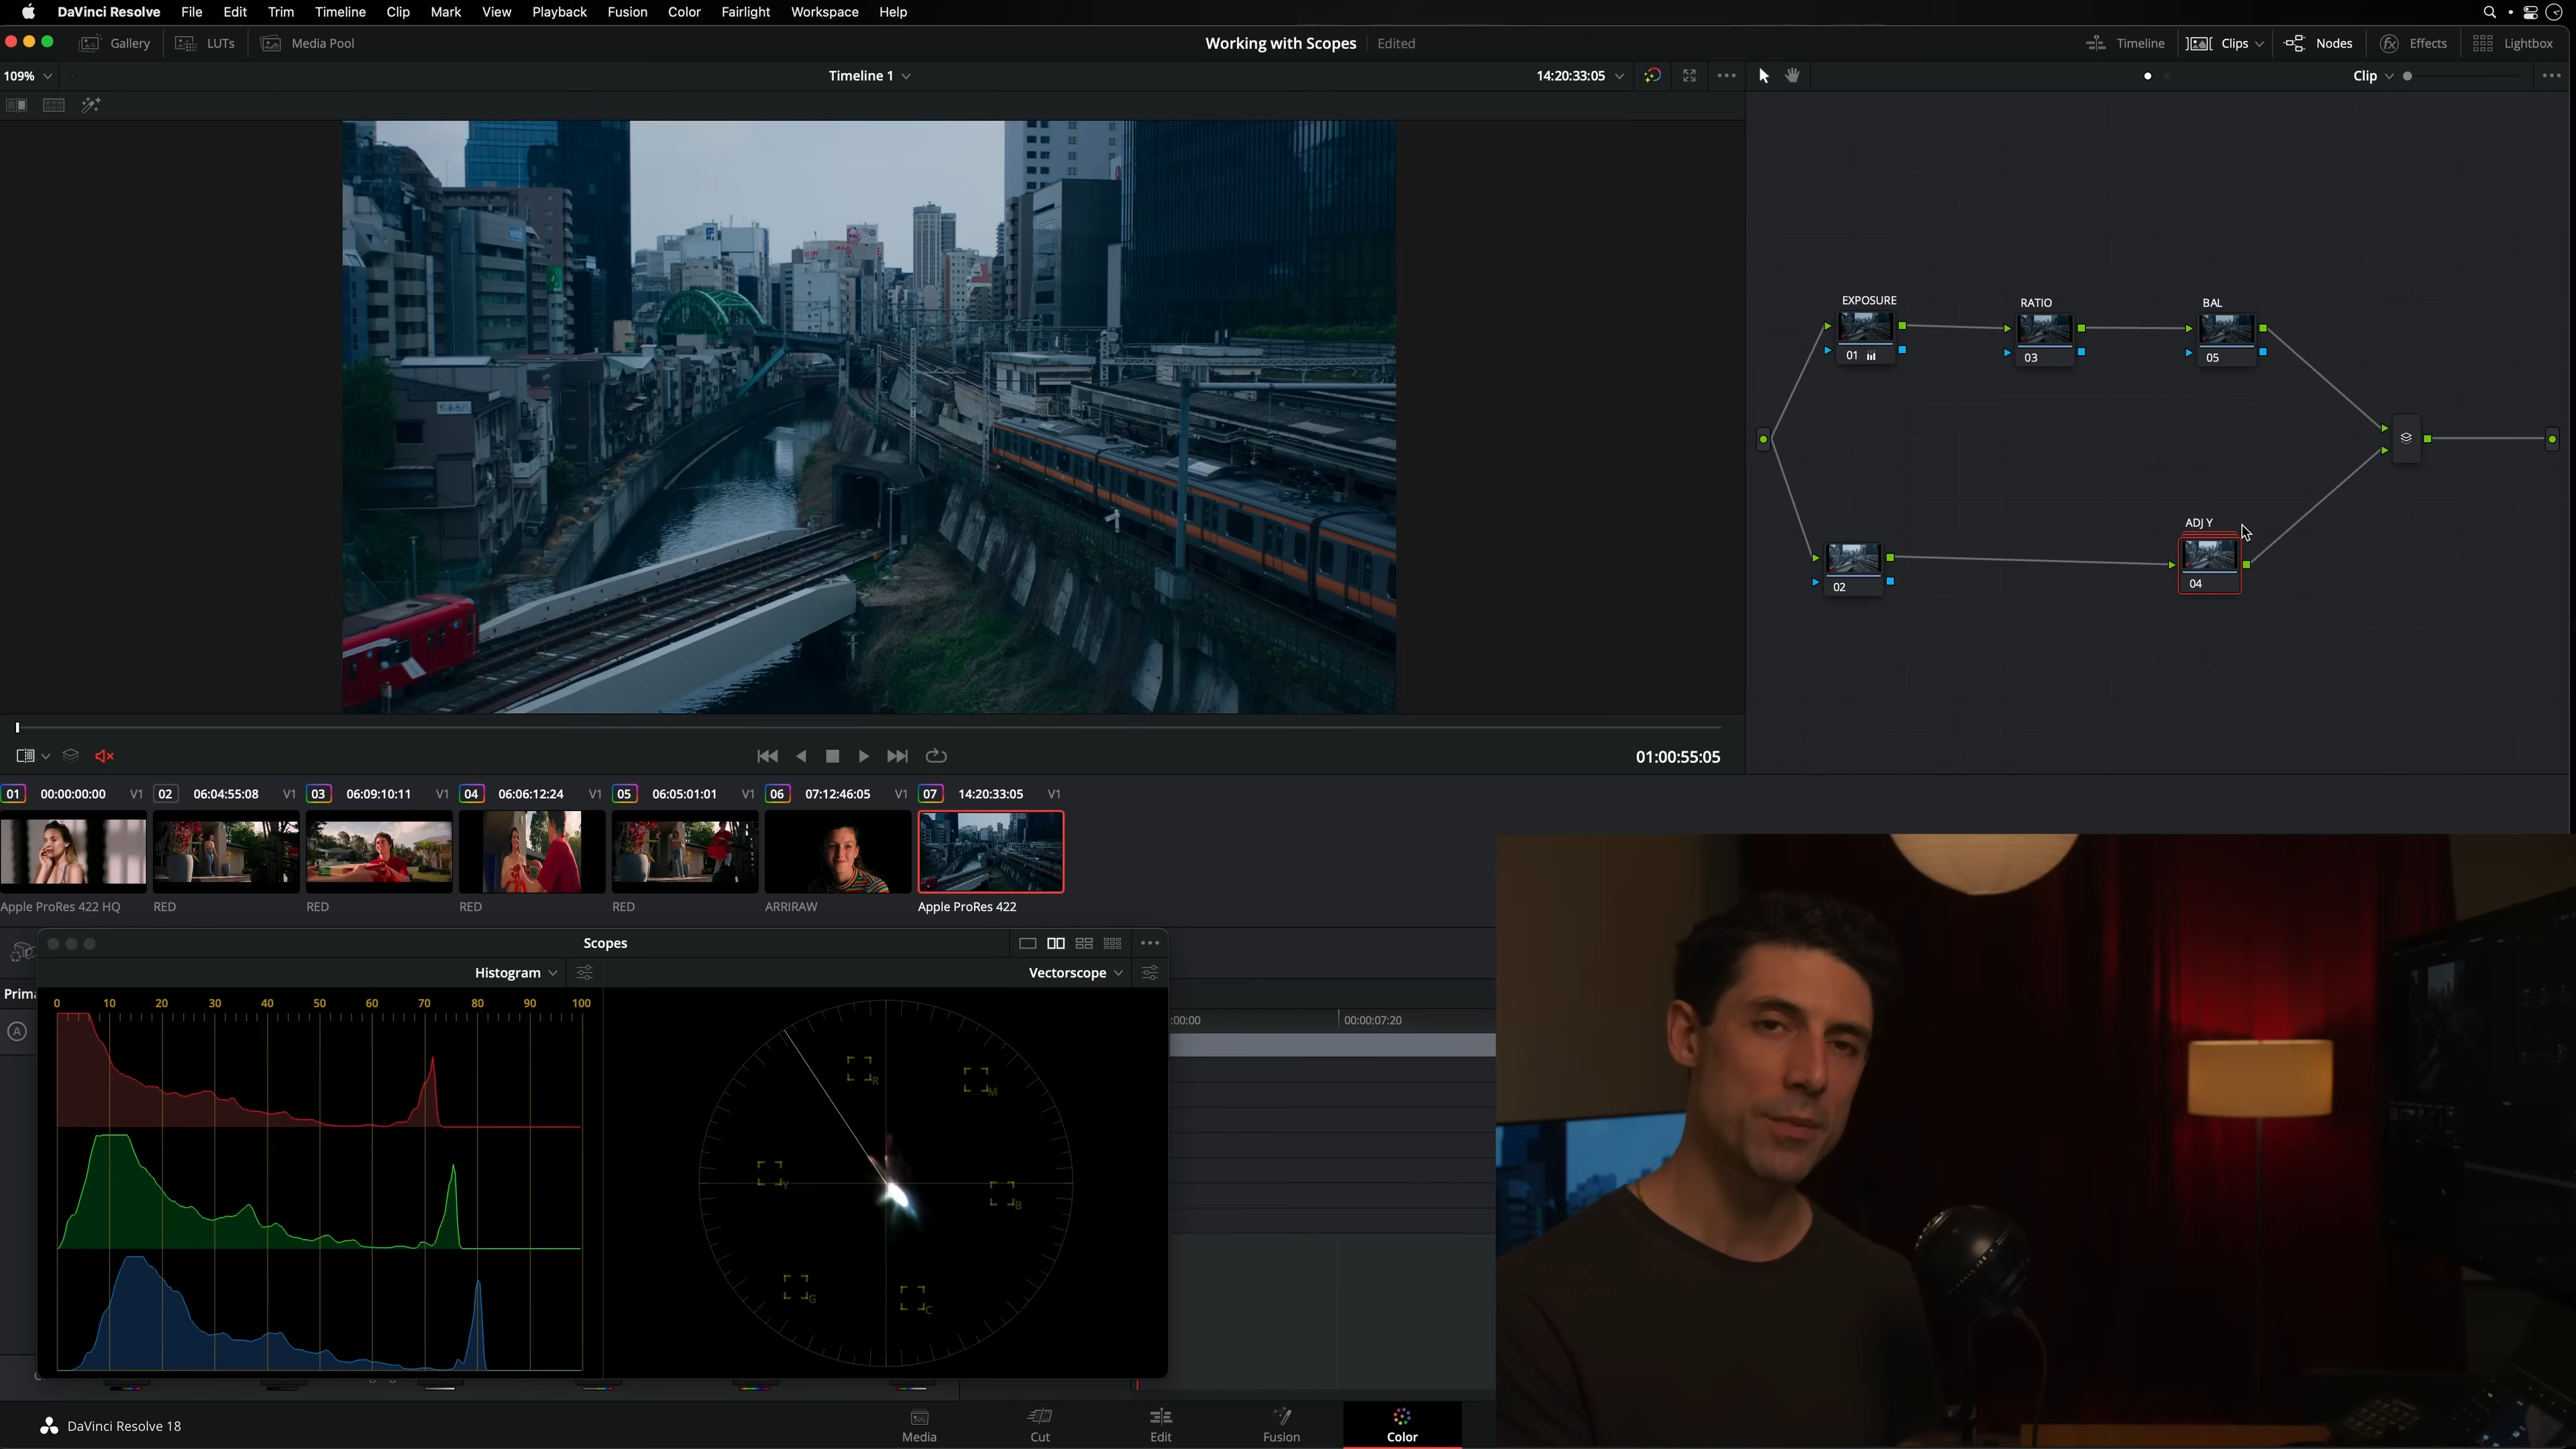 DaVinci Resolve File Edit Trim Timeline Clip Mark View Playback Fusion Color Fairlight Workspace Help
Gallery LUTs Media Pool Working with Scopes Edited Timeline Clips Nodes Effects Lightbox
109% Timeline 1 14:20:33:05 Clip
EXPOSURE RATIO BAL
01 03 05
ADJ Y
02 04
01:00:55:05
01 00:00:00:00 V1 02 06:04:55:08 V1 03 06:09:10:11 V1 04 06:06:12:24 V1 05 06:05:01:01 V1 06 07:12:46:05 V1 07 14:20:33:05 V1
Apple ProRes 422 HQ RED RED RED RED ARRIRAW Apple ProRes 422
Scopes
Histogram Vectorscope
Prima
0 10 20 30 40 50 60 70 80 90 100
A
:00:00 00:00:07:20
R M
Y B
G C
DaVinci Resolve 18
Media Cut Edit Fusion Color